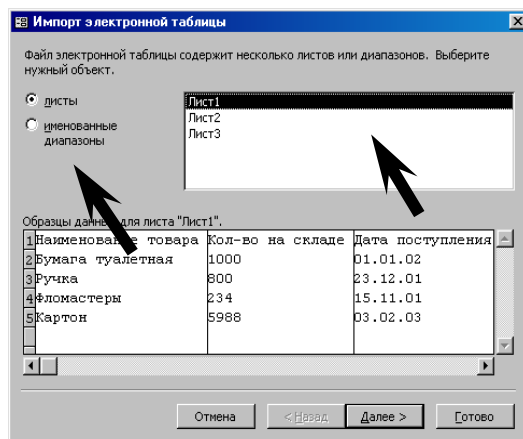 Импорт электронной таблицы
Файл электронной таблицы содержит несколько листов или диапазонов. Выберите
нужный объект.
листы
именованные
диапазоны
Лист1
Лист2
Лист3
Образцы данных для листа "Лист1".
1 Наименование товара Кол-во на складе Дата поступления
2 Бумага туалетная 1000 01.01.02
3 Ручка 800 23.12.01
4 Фломастеры 234 15.11.01
5 Картон 5988 03.02.03
Отмена < Назад Далее > Готово